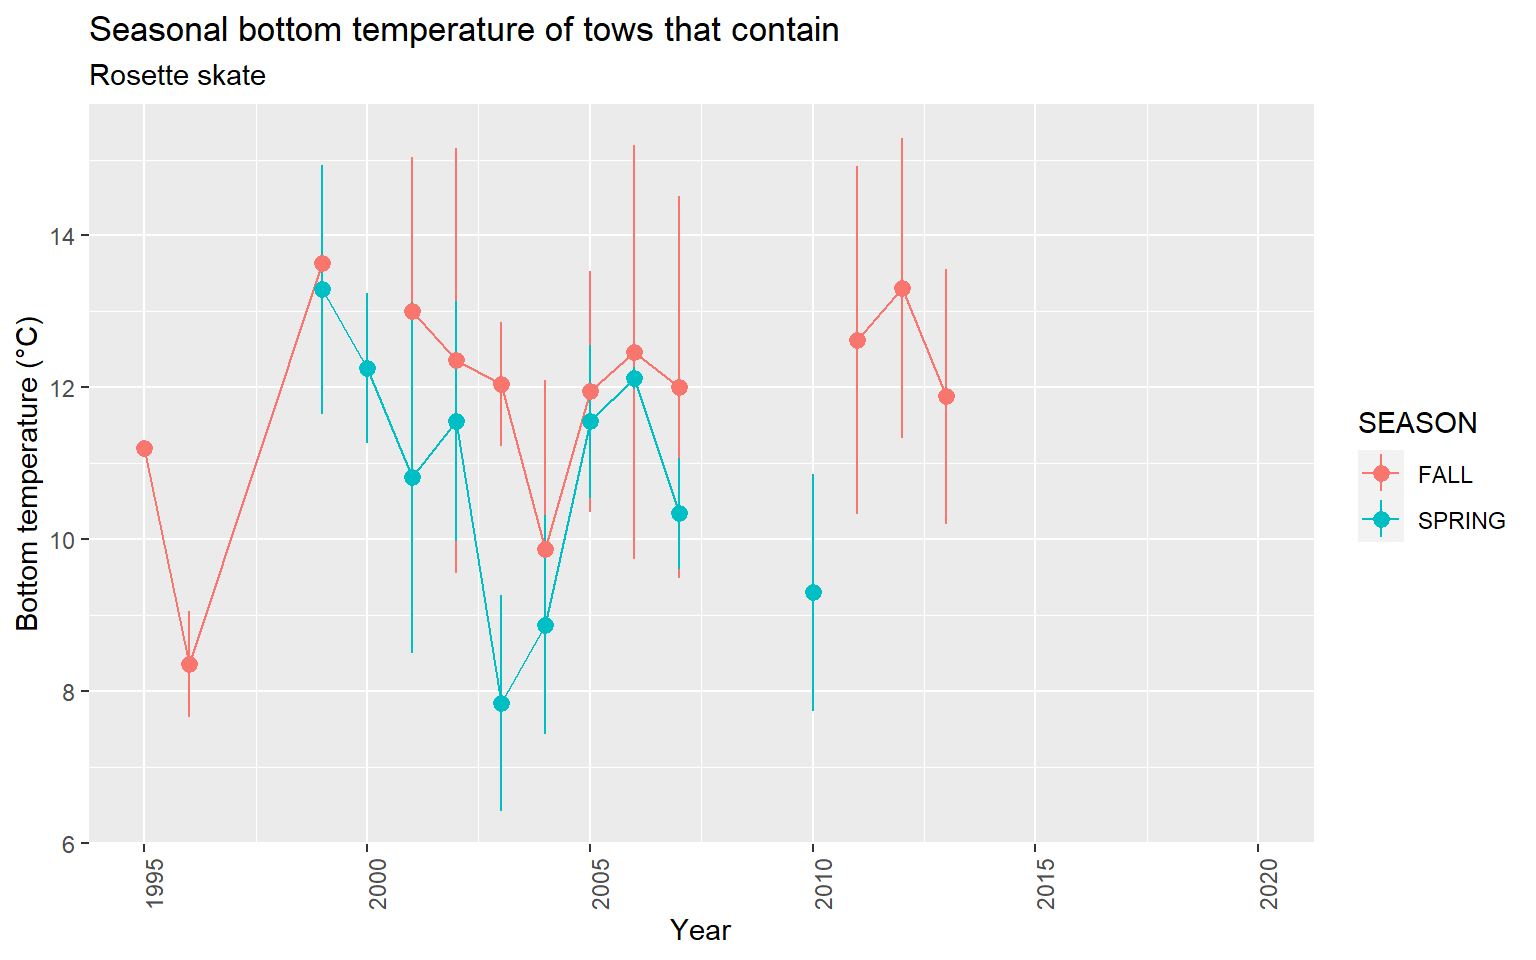 Seasonal bottom temperature of tows that contain
Rosette skate
14
12
10
8
6
Bottom temperature (°C)
1995
2000
2005
2010
2015
2020
Year
SEASON
FALL
SPRING